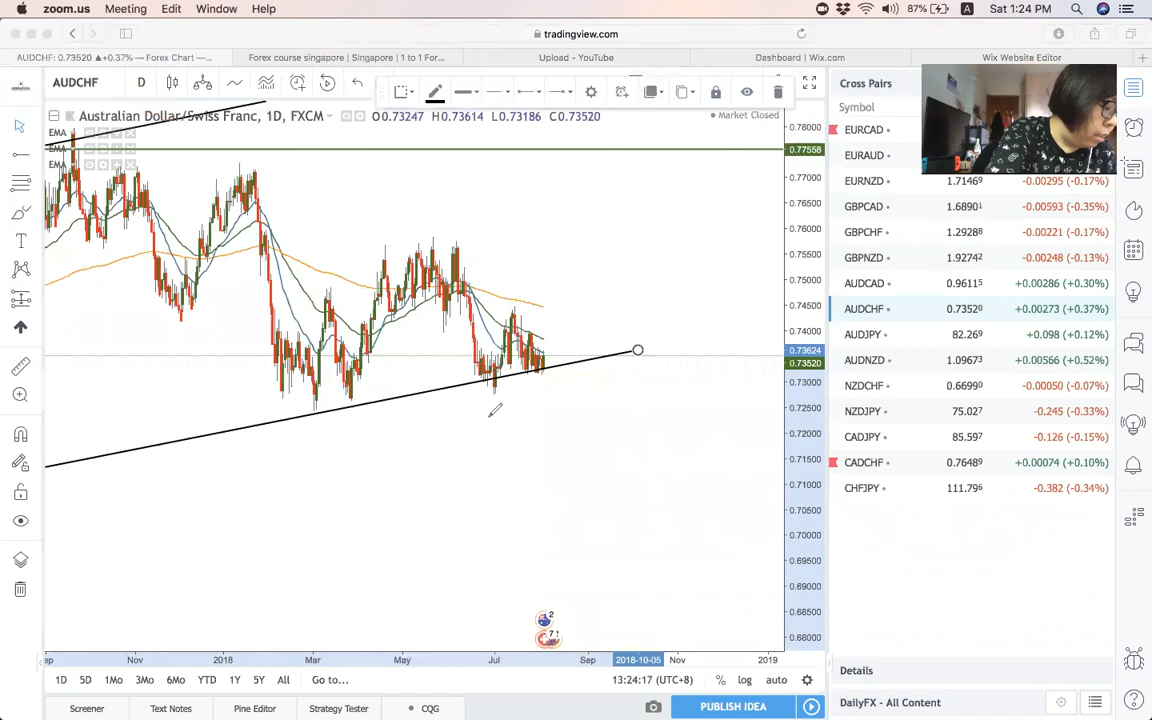 zoom.us Meeting Edit Window Help 87% Sat 1:24 PM
tradingview.com
AUDCHF: 0.73520 ▲+0.37% — Forex Chart —... Forex course singapore | Singapore | 1 to 1 For... Upload - YouTube Dashboard | Wix.com Wix Website Editor
AUDCHF D
Australian Dollar/Swiss Franc, 1D, FXCM O0.73247 H0.73614 L0.73186 C0.73520 Market Closed
EMA
EMA
EMA
0.78000
0.77558
0.77000
0.76500
0.76000
0.75500
0.75000
0.74500
0.74000
0.73624
0.73520
0.73000
0.72500
0.72000
0.71500
0.71000
0.70500
0.70000
0.69500
0.69000
0.68500
0.68000
2
7
Nov 2018 Mar May Jul Sep 2018-10-05 Nov 2019
1D 5D 1Mo 3Mo 6Mo YTD 1Y 5Y All Go to... 13:24:17 (UTC+8) % log auto
Screener Text Notes Pine Editor Strategy Tester CQG PUBLISH IDEA
Cross Pairs
Symbol
EURCAD
EURAUD
EURNZD 1.7146⁹ -0.00295 (-0.17%)
GBPCAD 1.6890¹ -0.00593 (-0.35%)
GBPCHF 1.2928⁸ -0.00221 (-0.17%)
GBPNZD 1.9274² -0.00248 (-0.13%)
AUDCAD 0.9611⁵ +0.00286 (+0.30%)
AUDCHF 0.7352⁰ +0.00273 (+0.37%)
AUDJPY 82.26⁹ +0.098 (+0.12%)
AUDNZD 1.0967³ +0.00566 (+0.52%)
NZDCHF 0.6699⁰ -0.00050 (-0.07%)
NZDJPY 75.02⁷ -0.245 (-0.33%)
CADJPY 85.59⁷ -0.126 (-0.15%)
CADCHF 0.7648⁹ +0.00074 (+0.10%)
CHFJPY 111.79⁶ -0.382 (-0.34%)
Details
DailyFX - All Content